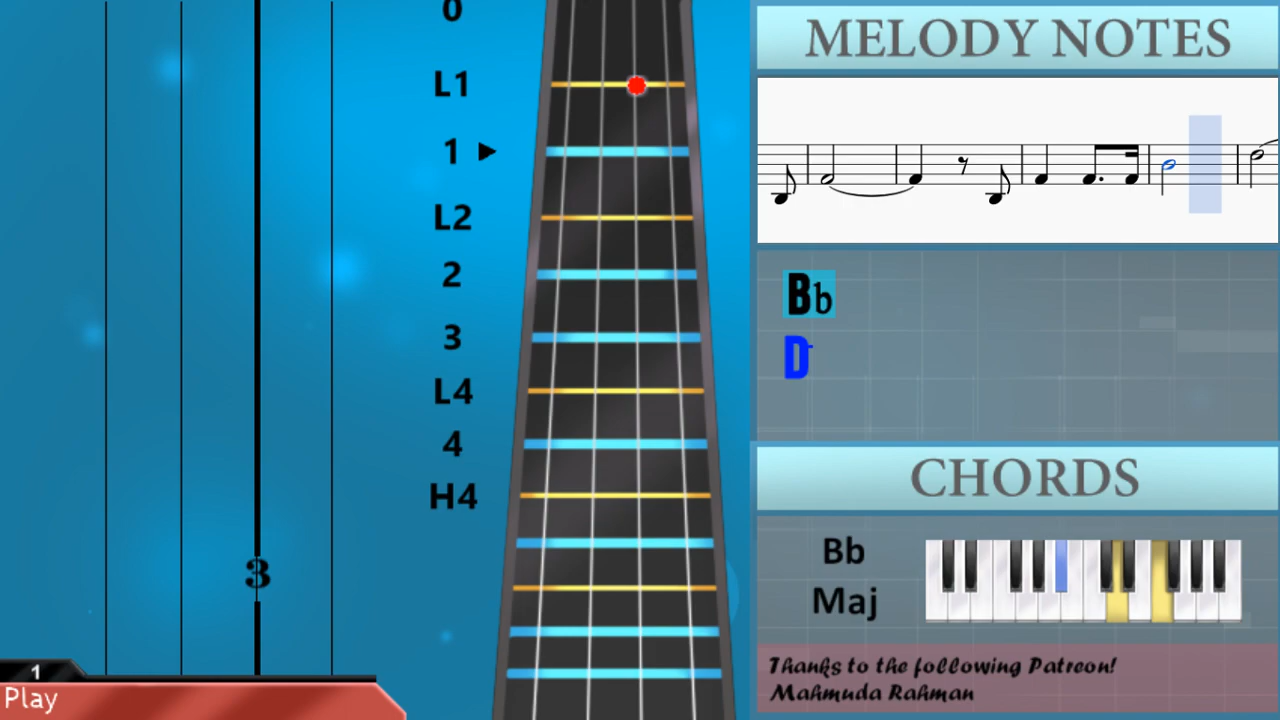 0
L1
1
L2
2
3
L4
4
H4
3
1
Play
MELODY NOTES
Bb
D
CHORDS
Bb
Maj
Thanks to the following Patreon!
Mahmuda Rahman